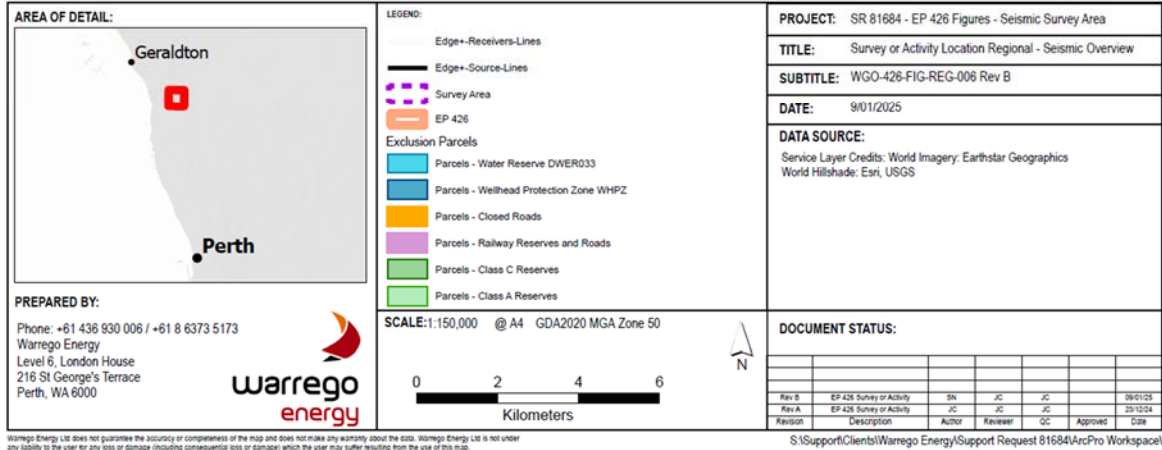 AREA OF DETAIL:
Geraldton
Perth
PREPARED BY:
Phone: +61 436 930 006 / +61 8 6373 5173
Warrego Energy
Level 6, London House
216 St George's Terrace
Perth, WA 6000
warrego
energy
LEGEND:
Edge+-Receivers-Lines
Edge+-Source-Lines
Survey Area
EP 426
Exclusion Parcels
Parcels - Water Reserve DWER033
Parcels - Wellhead Protection Zone WHPZ
Parcels - Closed Roads
Parcels - Railway Reserves and Roads
Parcels - Class C Reserves
Parcels - Class A Reserves
SCALE:1:150,000 @ A4 GDA2020 MGA Zone 50
N
0 2 4 6
Kilometers
PROJECT: SR 81684 - EP 426 Figures - Seismic Survey Area
TITLE: Survey or Activity Location Regional - Seismic Overview
SUBTITLE: WGO-426-FIG-REG-006 Rev B
DATE: 9/01/2025
DATA SOURCE:
Service Layer Credits: World Imagery: Earthstar Geographics
World Hillshade: Esri, USGS
DOCUMENT STATUS:
Rev B EP 426 Survey or Activity SN JC JC 09/01/25
Rev A EP 426 Survey or Activity JC JC JC 23/12/24
Revision Description Author Reviewer QC Approved Date
Warrego Energy Ltd does not guarantee the accuracy or completeness of the map and does not make any warranty about the data. Warrego Energy Ltd is not under
any liability to the user for any loss or damage (including consequential loss or damage) which the user may suffer resulting from the use of this map.
S:\Support\Clients\Warrego Energy\Support Request 81684\ArcPro Workspace\